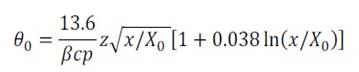 θ₀ = 13.6/βcp z√x/X₀ [1 + 0.038 ln(x/X₀)]